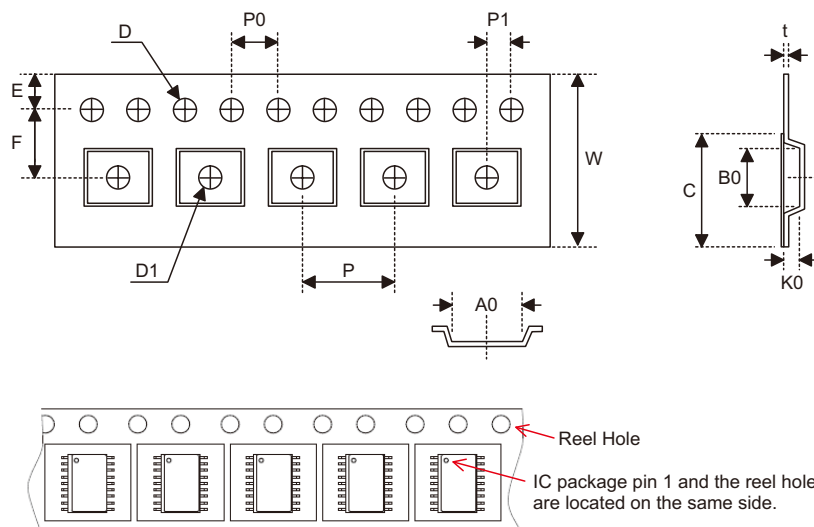 D
P0
P1
t
E
F
W
C
B0
D1
P
K0
A0
Reel Hole
IC package pin 1 and the reel hole
are located on the same side.